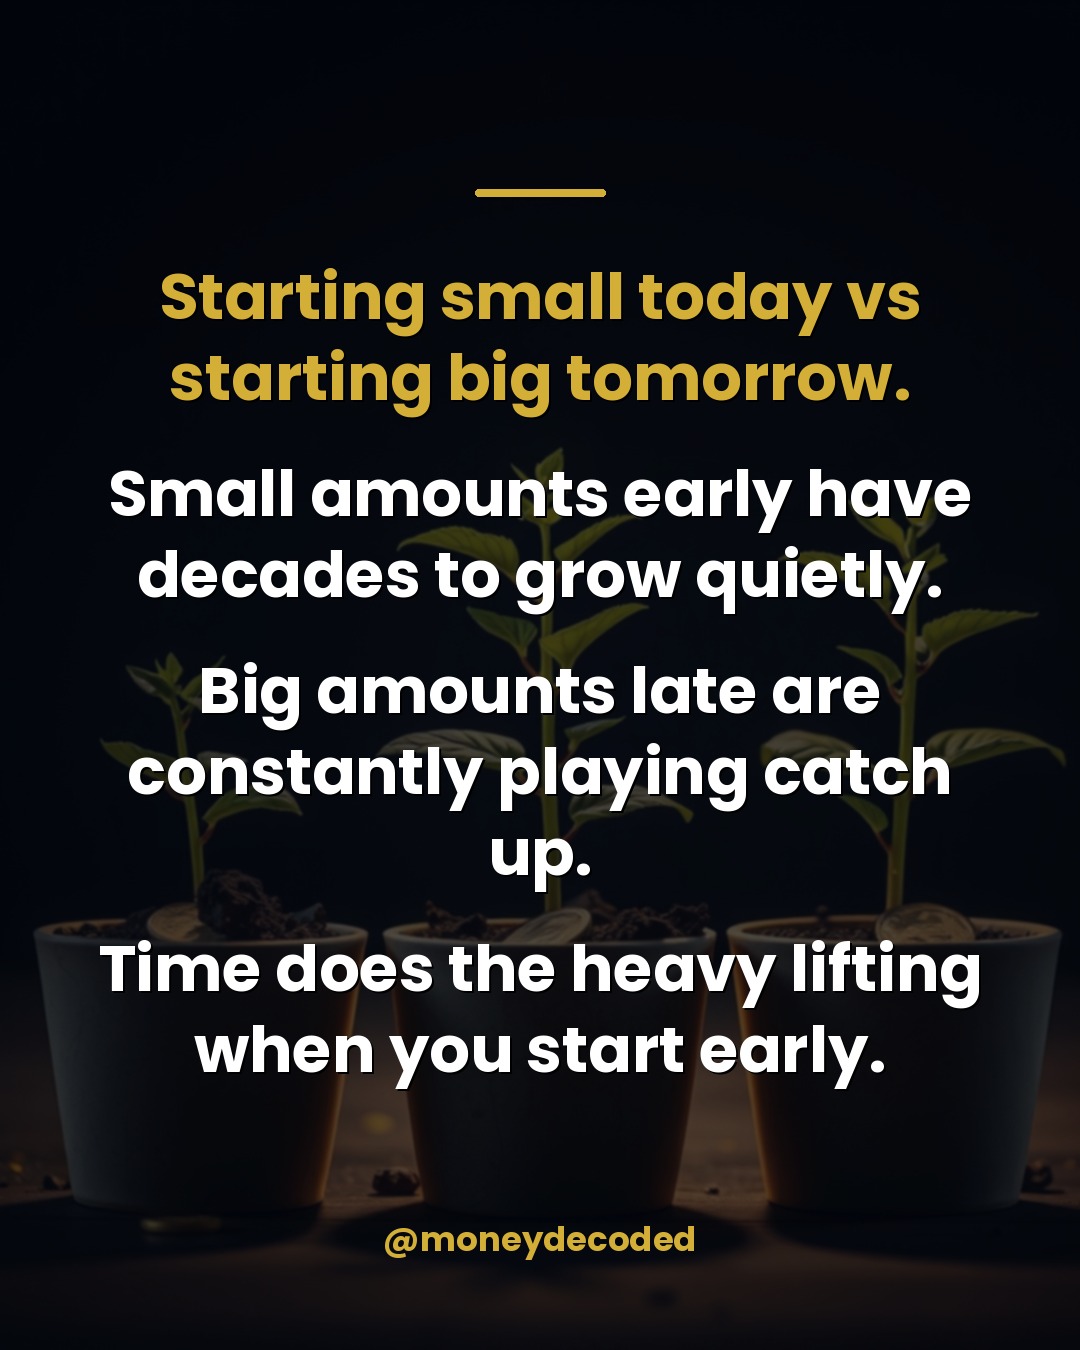 Starting small today vs
starting big tomorrow.
Small amounts early have
decades to grow quietly.
Big amounts late are
constantly playing catch
up.
Time does the heavy lifting
when you start early.
@moneydecoded